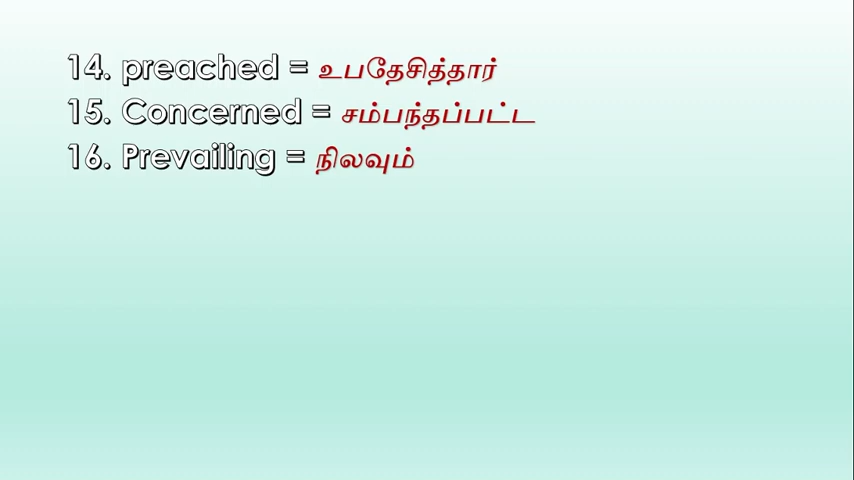 14. preached = உபதேசித்தார்
15. Concerned = சம்பந்தப்பட்ட
16. Prevailing = நிலவும்